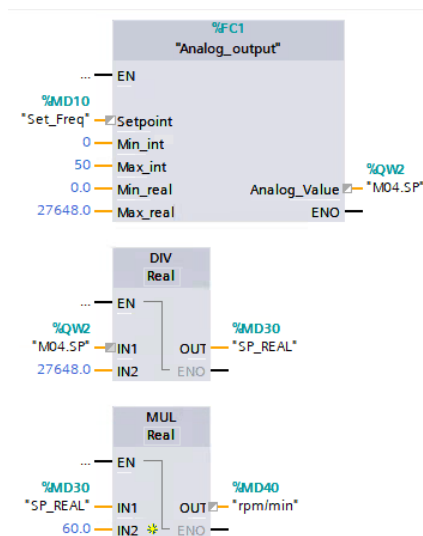 %FC1
"Analog_output"
... EN
%MD10
"Set_Freq" Setpoint
0 Min_int
50 Max_int
%QW2
0.0 Min_real Analog_Value "M04.SP"
27648.0 Max_real ENO
DIV
Real
... EN
%QW2 %MD30
"M04.SP" IN1 OUT "SP_REAL"
27648.0 IN2 ENO
MUL
Real
... EN
%MD30 %MD40
"SP_REAL" IN1 OUT "rpm/min"
60.0 IN2 ENO